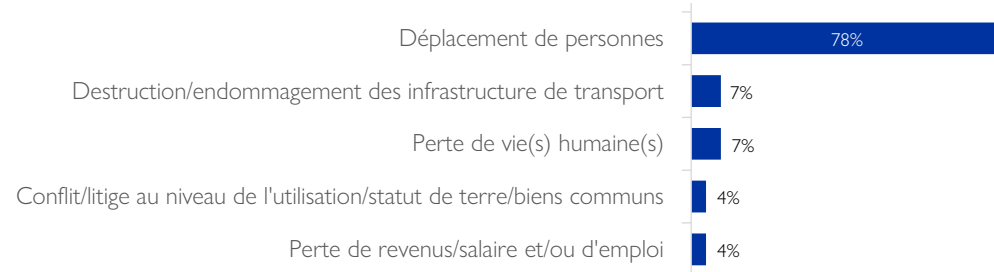 Déplacement de personnes 78%
Destruction/endommagement des infrastructure de transport 7%
Perte de vie(s) humaine(s) 7%
Conflit/litige au niveau de l'utilisation/statut de terre/biens communs 4%
Perte de revenus/salaire et/ou d'emploi 4%